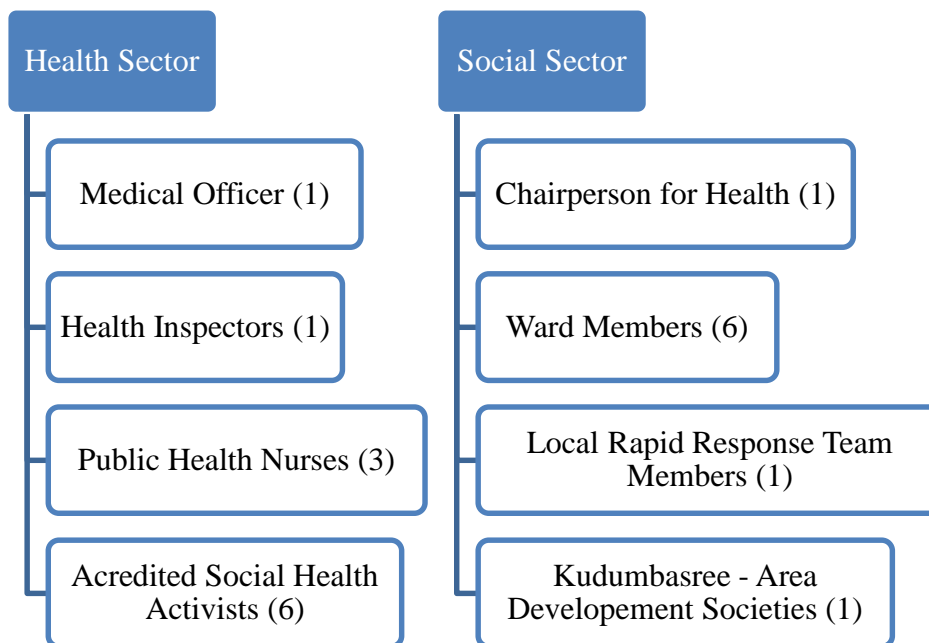 Health Sector
Medical Officer (1)
Health Inspectors (1)
Public Health Nurses (3)
Acredited Social Health
Activists (6)
Social Sector
Chairperson for Health (1)
Ward Members (6)
Local Rapid Response Team
Members (1)
Kudumbasree - Area
Developement Societies (1)